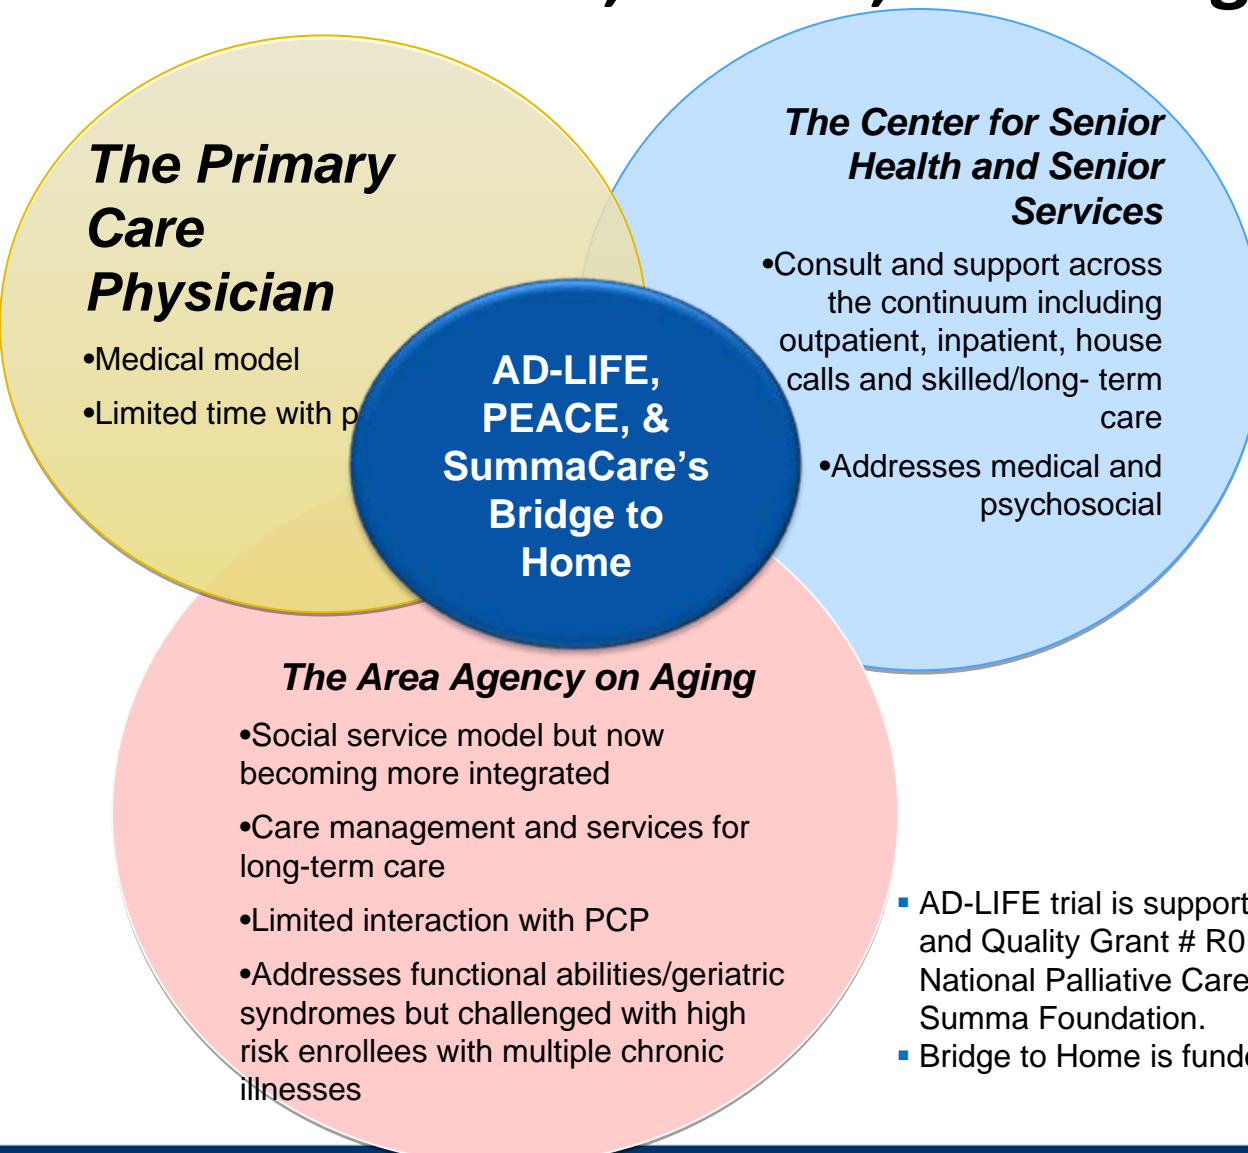 The Primary
Care
Physician
•Medical model
•Limited time with p
The Center for Senior
Health and Senior
Services
•Consult and support across
the continuum including
outpatient, inpatient, house
calls and skilled/long- term
care
•Addresses medical and
psychosocial
AD-LIFE,
PEACE, &
SummaCare’s
Bridge to
Home
The Area Agency on Aging
•Social service model but now
becoming more integrated
•Care management and services for
long-term care
•Limited interaction with PCP
•Addresses functional abilities/geriatric
syndromes but challenged with high
risk enrollees with multiple chronic
illnesses
▪ AD-LIFE trial is support
and Quality Grant # R0
National Palliative Care
Summa Foundation.
▪ Bridge to Home is funde